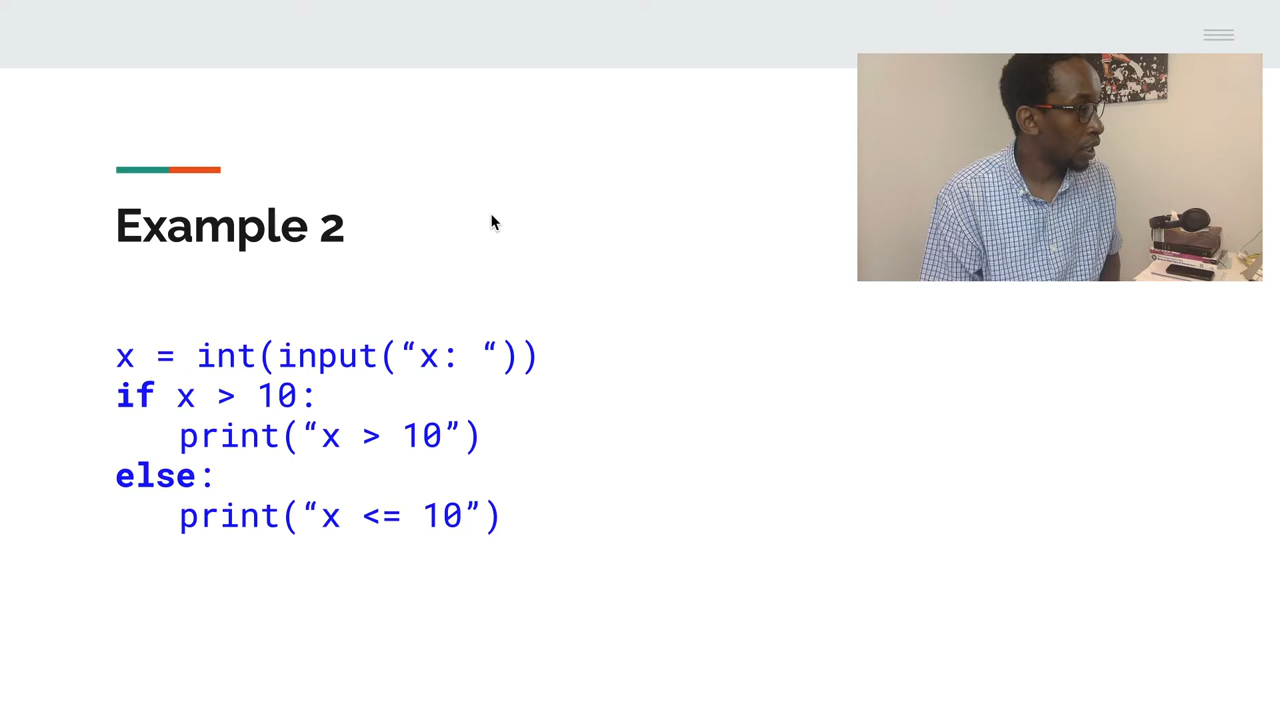 Example 2
x = int(input(“x: “))
if x > 10:
    print(“x > 10”)
else:
    print(“x <= 10”)